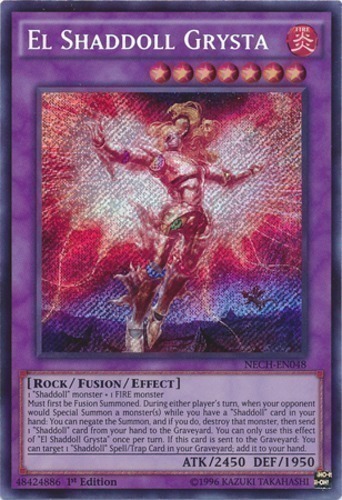 El Shaddoll Grysta
FIRE
炎
NECH-EN048
[Rock/Fusion/Effect]
1 "Shaddoll" monster + 1 FIRE monster
Must first be Fusion Summoned. During either player's turn, when your opponent
would Special Summon a monster(s) while you have a "Shaddoll" card in your
hand: You can negate the Summon, and if you do, destroy that monster, then send
1 "Shaddoll" card from your hand to the Graveyard. You can only use this effect
of "El Shaddoll Grysta" once per turn. If this card is sent to the Graveyard: You
can target 1 "Shaddoll" Spell/Trap Card in your Graveyard; add it to your hand.
ATK/2450 DEF/1950
48424886 1st Edition ©1996 KAZUKI TAKAHASHI